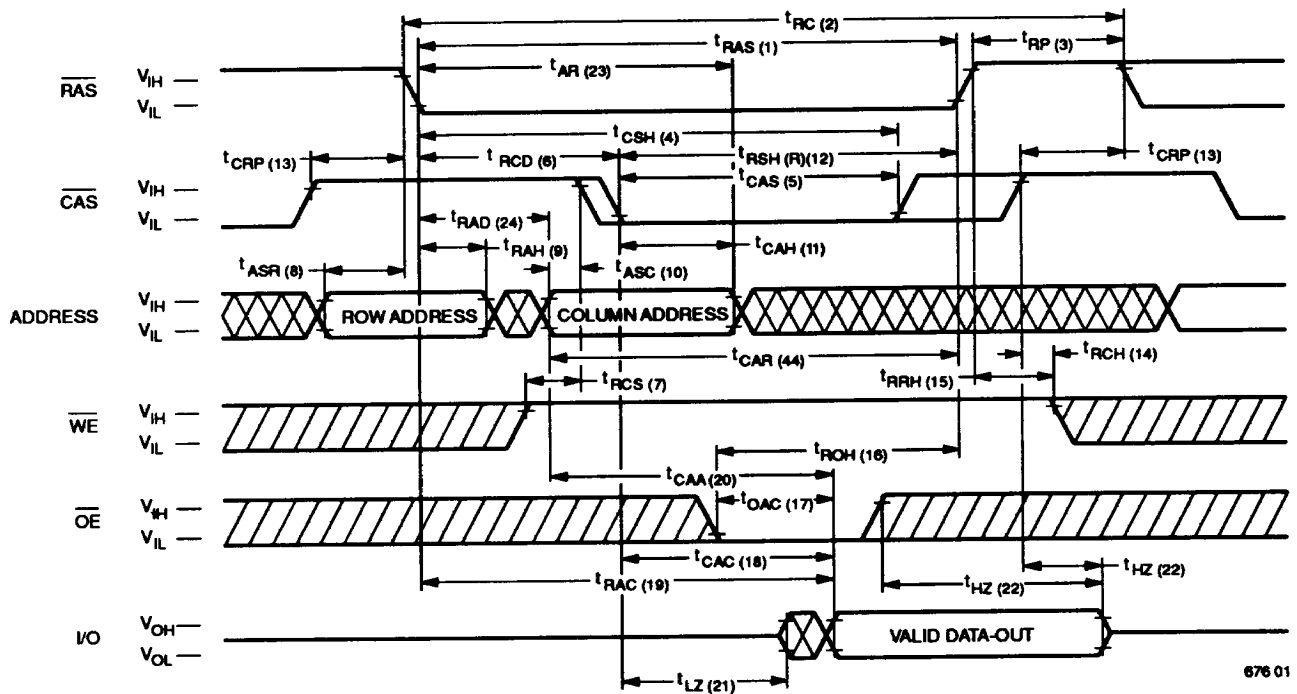 tRC (2)
tRAS (1)
tRP (3)
tAR (23)
RAS
VIH
VIL
tCSH (4)
tCRP (13)
tRCD (6)
tRSH (R)(12)
tCRP (13)
tCAS (5)
CAS
VIH
VIL
tRAD (24)
tRAH (9)
tCAH (11)
tASR (8)
tASC (10)
ADDRESS
VIH
VIL
ROW ADDRESS
COLUMN ADDRESS
tCAR (44)
tRCH (14)
tRCS (7)
tRRH (15)
WE
VIH
VIL
tROH (16)
tCAA (20)
tOAC (17)
OE
VIH
VIL
tCAC (18)
tRAC (19)
tHZ (22)
tHZ (22)
I/O
VOH
VOL
VALID DATA-OUT
tLZ (21)
676 01